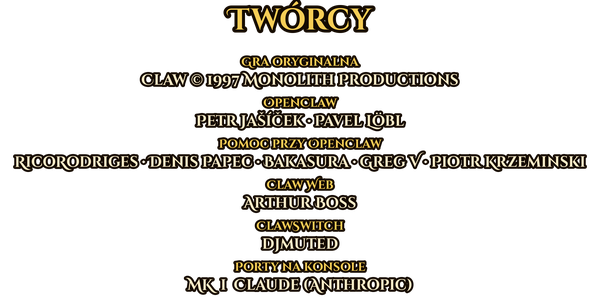 TWÓRCY
GRA ORYGINALNA
CLAW © 1997 MONOLITH PRODUCTIONS
OPENCLAW
PETR JAŠÍČEK • PAVEL LÖBL
POMOC PRZY OPENCLAW
RICORODRIGES • DENIS PAPEC • BAKASURA • GREG V • PIOTR KRZEMINSKI
CLAW WEB
ARTHUR BOSS
CLAWSWITCH
DJMUTED
PORTY NA KONSOLE
MK_I CLAUDE (ANTHROPIC)